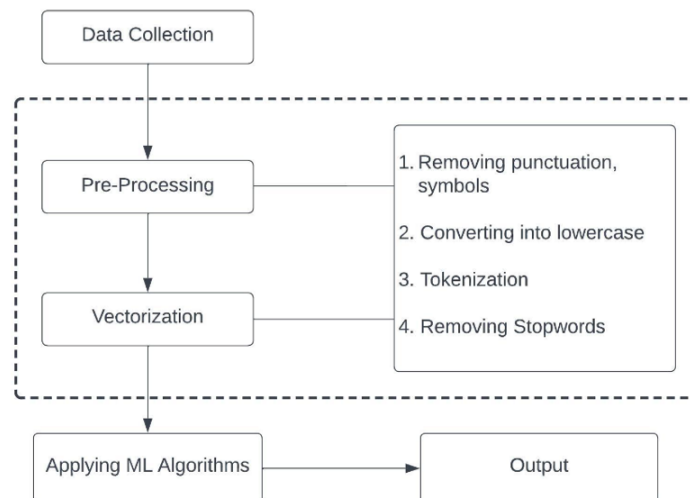 Data Collection
Pre-Processing
1. Removing punctuation,
symbols
2. Converting into lowercase
3. Tokenization
4. Removing Stopwords
Vectorization
Applying ML Algorithms
Output